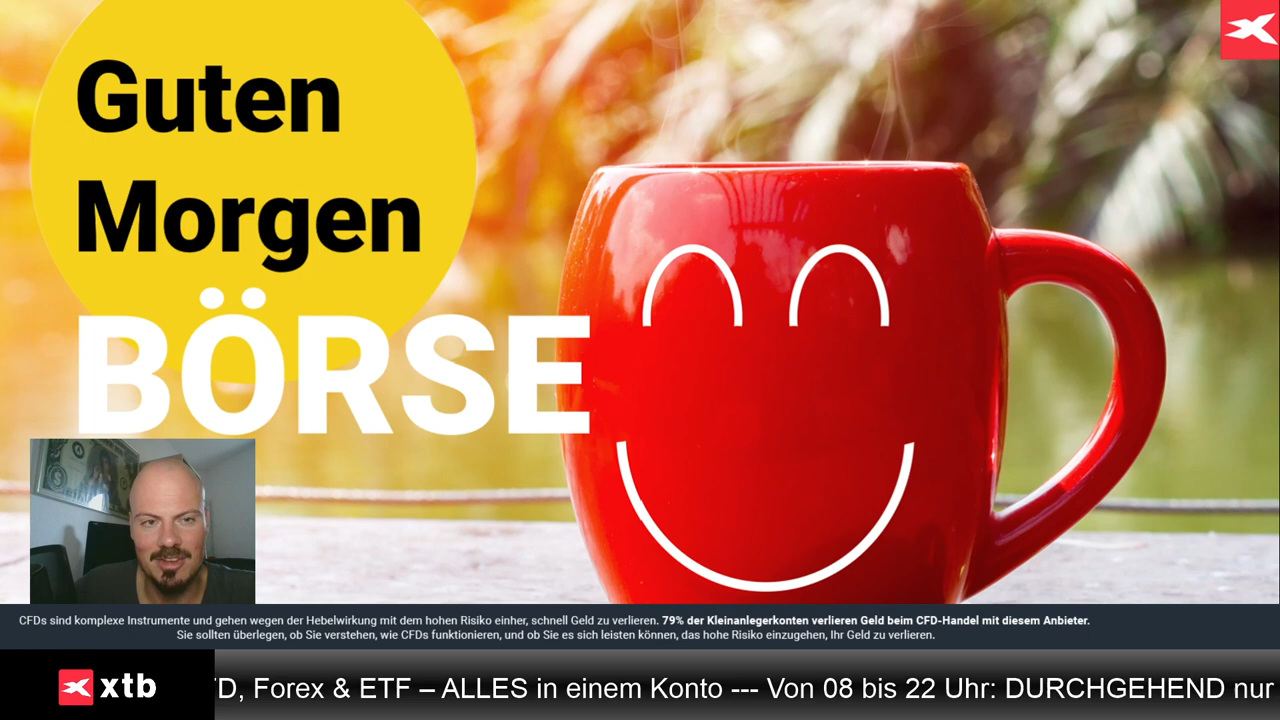 Guten
Morgen
BÖRSE
CFDs sind komplexe Instrumente und gehen wegen der Hebelwirkung mit dem hohen Risiko einher, schnell Geld zu verlieren. 79% der Kleinanlegerkonten verlieren Geld beim CFD-Handel mit diesem Anbieter.
Sie sollten überlegen, ob Sie verstehen, wie CFDs funktionieren, und ob Sie es sich leisten können, das hohe Risiko einzugehen, Ihr Geld zu verlieren.
xtb
FD, Forex & ETF – ALLES in einem Konto --- Von 08 bis 22 Uhr: DURCHGEHEND nur